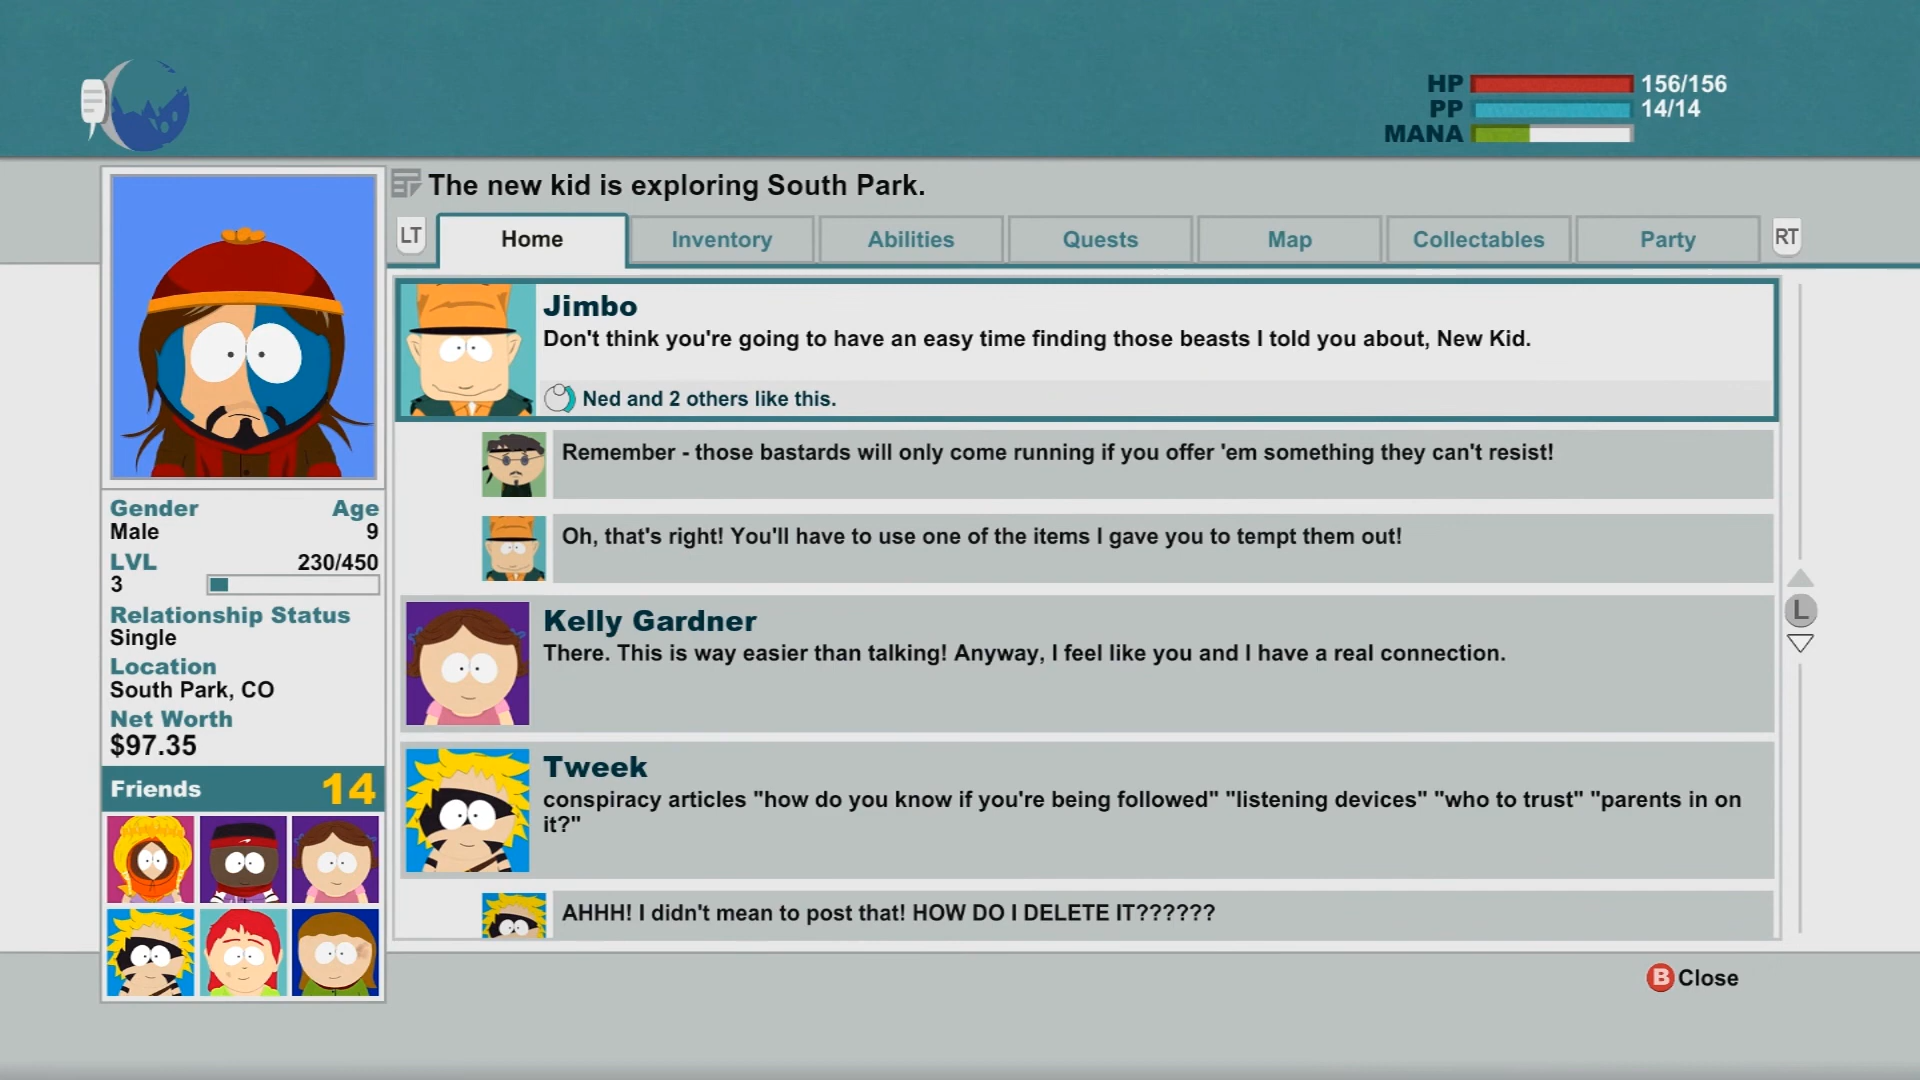 HP 156/156
PP 14/14
MANA
The new kid is exploring South Park.
LT Home Inventory Abilities Quests Map Collectables Party RT
Jimbo
Don't think you're going to have an easy time finding those beasts I told you about, New Kid.
Ned and 2 others like this.
Remember - those bastards will only come running if you offer 'em something they can't resist!
Oh, that's right! You'll have to use one of the items I gave you to tempt them out!
Kelly Gardner
There. This is way easier than talking! Anyway, I feel like you and I have a real connection.
Tweek
conspiracy articles "how do you know if you're being followed" "listening devices" "who to trust" "parents in on
it?"
AHHH! I didn't mean to post that! HOW DO I DELETE IT??????
Gender Age
Male 9
LVL 230/450
3
Relationship Status
Single
Location
South Park, CO
Net Worth
$97.35
Friends 14
L
B Close